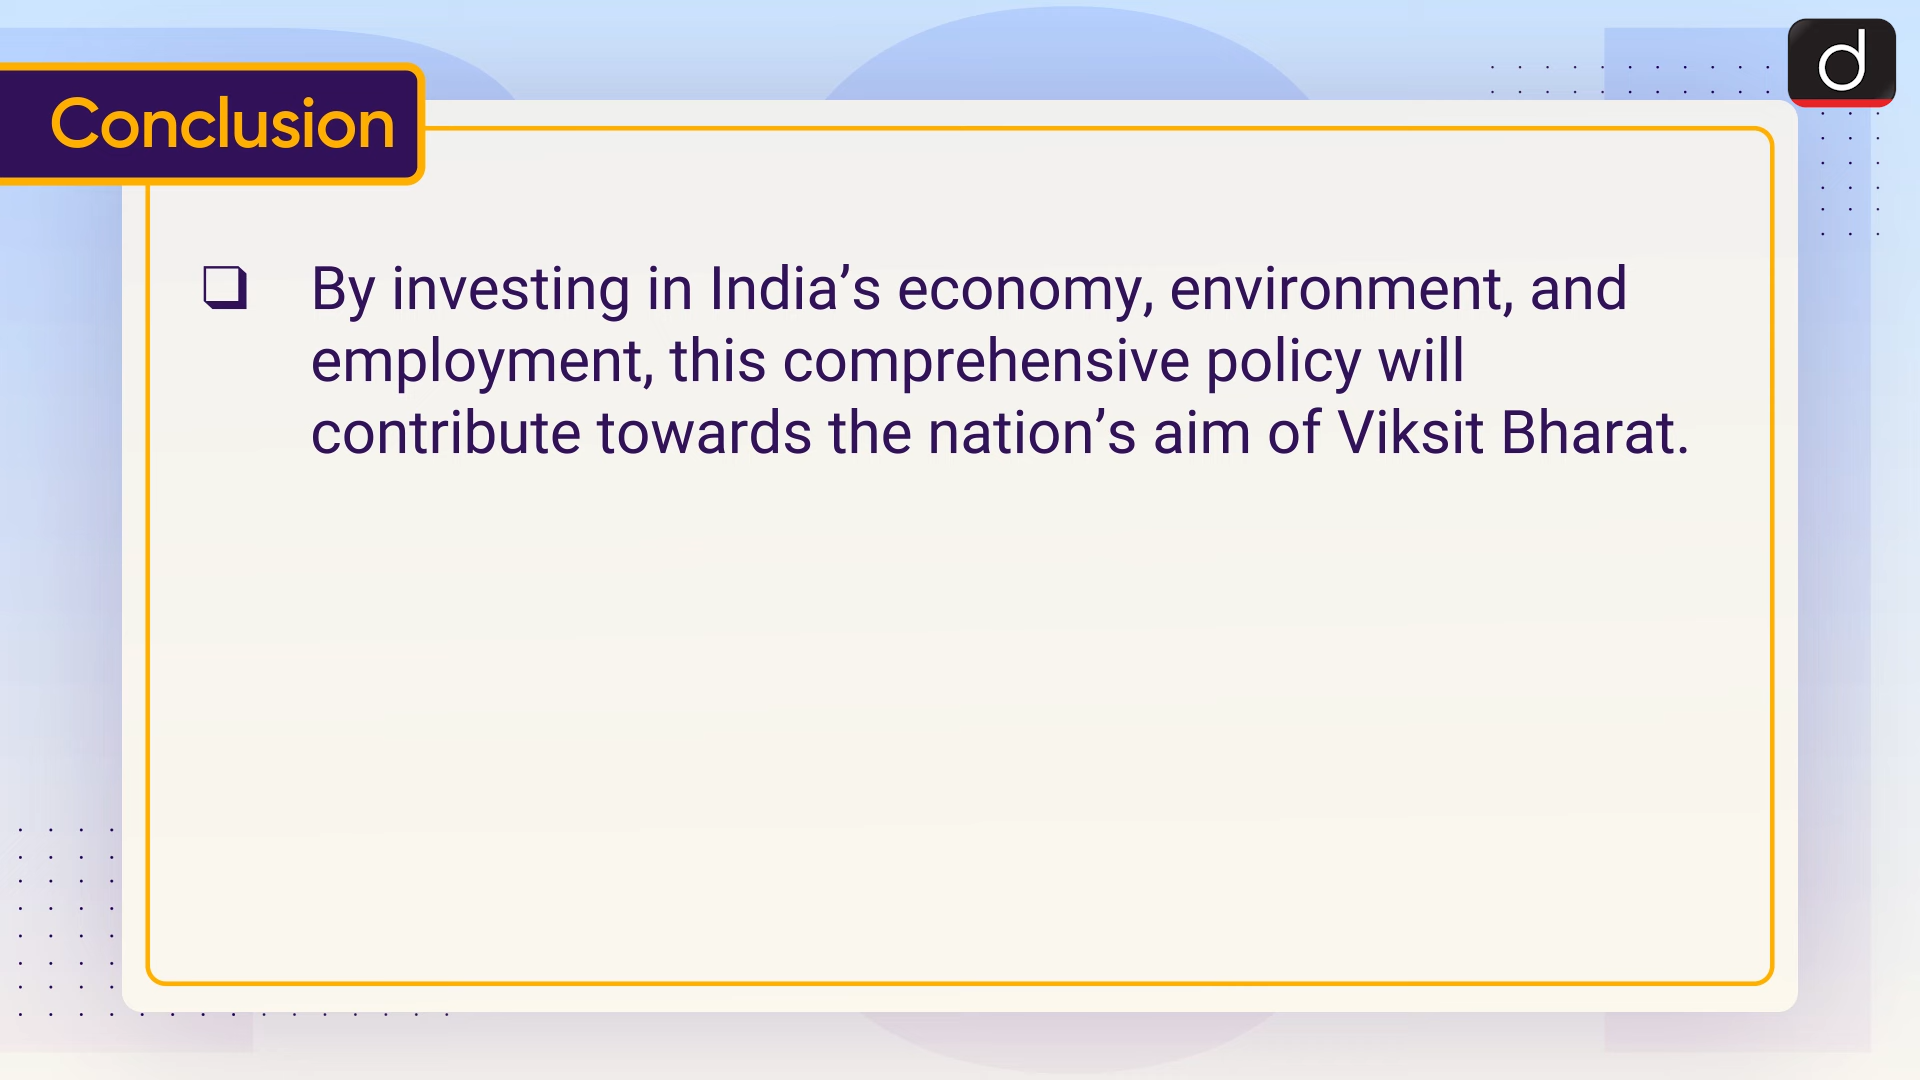 Conclusion
d
❑ By investing in India’s economy, environment, and
employment, this comprehensive policy will
contribute towards the nation’s aim of Viksit Bharat.